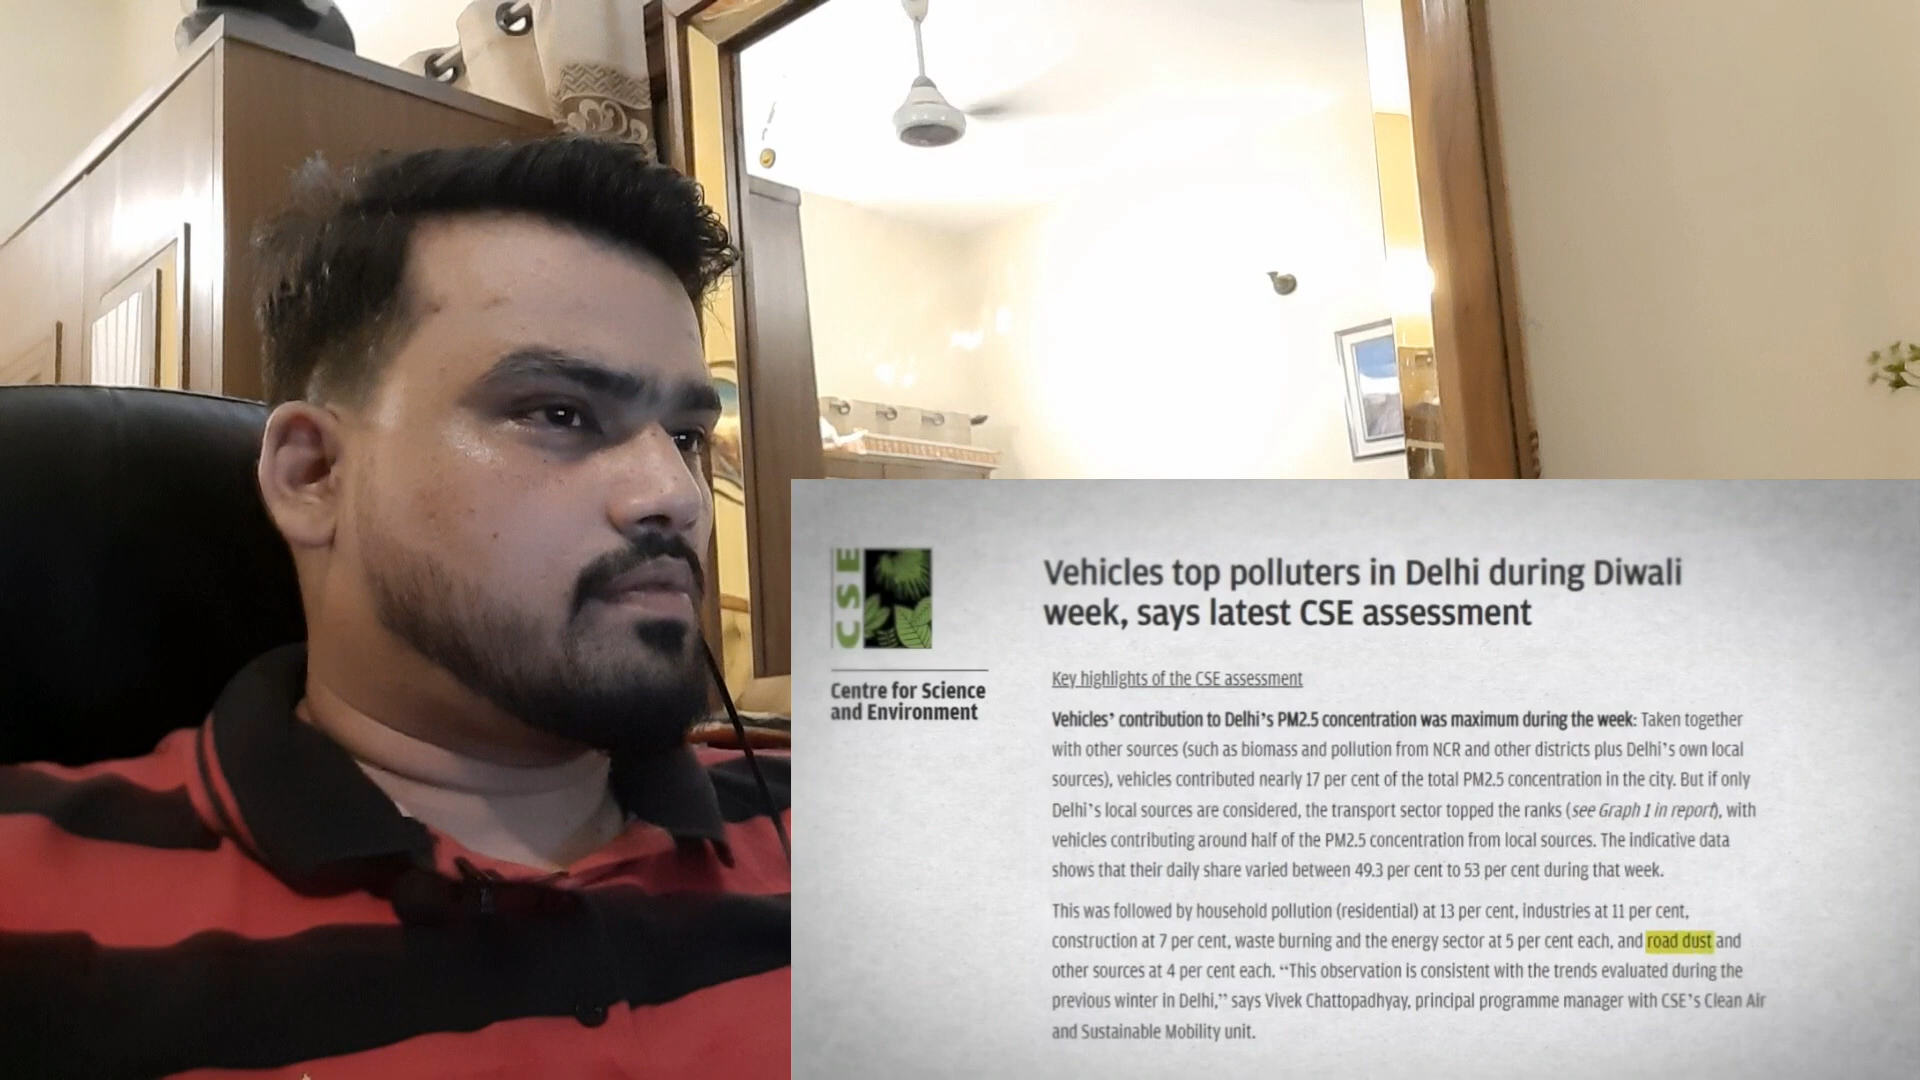 CSE
Centre for Science
and Environment
Vehicles top polluters in Delhi during Diwali
week, says latest CSE assessment
Key highlights of the CSE assessment
Vehicles’ contribution to Delhi’s PM2.5 concentration was maximum during the week: Taken together
with other sources (such as biomass and pollution from NCR and other districts plus Delhi’s own local
sources), vehicles contributed nearly 17 per cent of the total PM2.5 concentration in the city. But if only
Delhi’s local sources are considered, the transport sector topped the ranks (see Graph 1 in report), with
vehicles contributing around half of the PM2.5 concentration from local sources. The indicative data
shows that their daily share varied between 49.3 per cent to 53 per cent during that week.
This was followed by household pollution (residential) at 13 per cent, industries at 11 per cent,
construction at 7 per cent, waste burning and the energy sector at 5 per cent each, and road dust and
other sources at 4 per cent each. “This observation is consistent with the trends evaluated during the
previous winter in Delhi,” says Vivek Chattopadhyay, principal programme manager with CSE’s Clean Air
and Sustainable Mobility unit.